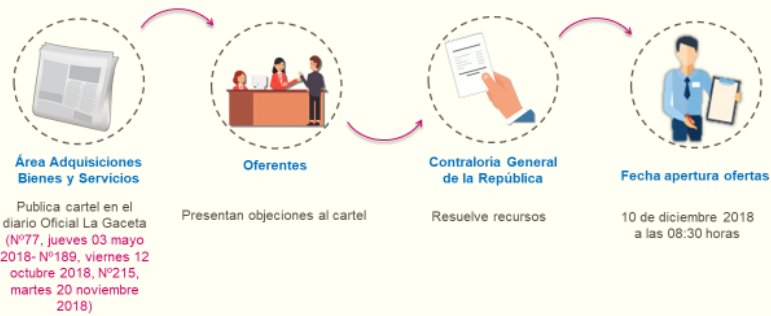 Área Adquisiciones
Bienes y Servicios
Publica cartel en el
diario Oficial La Gaceta
(Nº77, jueves 03 mayo
2018- Nº189, viernes 12
octubre 2018, Nº215,
martes 20 noviembre
2018)
Oferentes
Presentan objeciones al cartel
Contraloría General
de la República
Resuelve recursos
Fecha apertura ofertas
10 de diciembre 2018
a las 08:30 horas